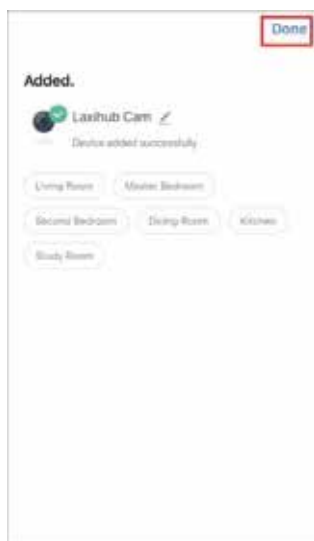 Done
Added.
Laxihub Cam
Device added successfully
Living Room Master Bedroom
Second Bedroom Dining Room Kitchen
Study Room